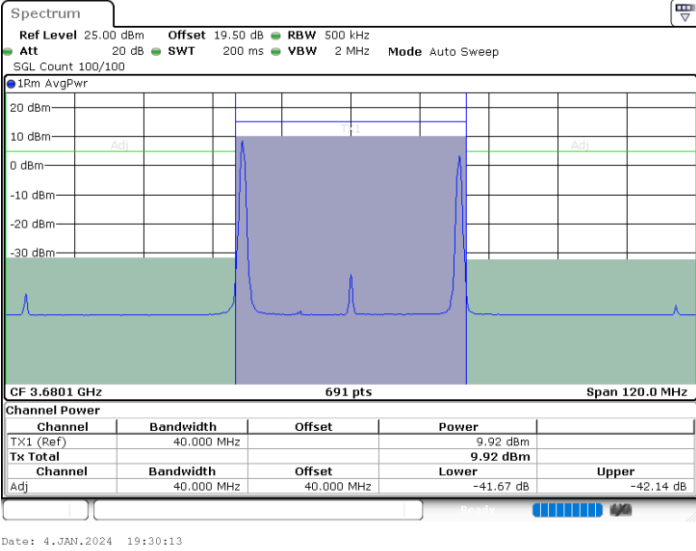 Spectrum
Ref Level 25.00 dBm Offset 19.50 dB RBW 500 kHz
Att 20 dB SWT 200 ms VBW 2 MHz Mode Auto Sweep
SGL Count 100/100
1Rm AvgPwr
20 dBm
TX1
10 dBm
Adj Adj
0 dBm
-10 dBm
-20 dBm
-30 dBm
CF 3.6801 GHz 691 pts Span 120.0 MHz
Channel Power
Channel Bandwidth Offset Power
TX1 (Ref) 40.000 MHz 9.92 dBm
Tx Total 9.92 dBm
Channel Bandwidth Offset Lower Upper
Adj 40.000 MHz 40.000 MHz -41.67 dB -42.14 dB
Ready
Date: 4.JAN.2024 19:30:13